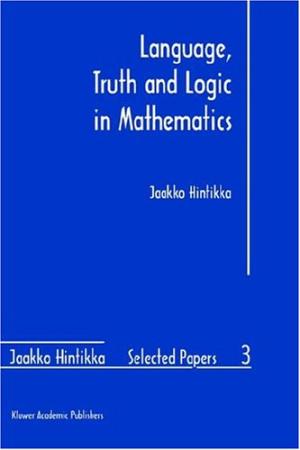 Language,
Truth and Logic
in Mathematics
Jaakko Hintikka
Jaakko Hintikka Selected Papers 3
Kluwer Academic Publishers